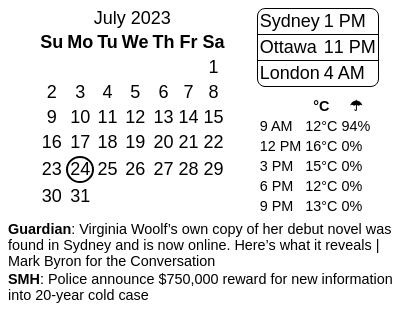 July 2023
Su Mo Tu We Th Fr Sa
1
2 3 4 5 6 7 8
9 10 11 12 13 14 15
16 17 18 19 20 21 22
23 24 25 26 27 28 29
30 31
Sydney 1 PM
Ottawa 11 PM
London 4 AM
°C ☂
9 AM 12°C 94%
12 PM 16°C 0%
3 PM 15°C 0%
6 PM 12°C 0%
9 PM 13°C 0%
Guardian: Virginia Woolf’s own copy of her debut novel was
found in Sydney and is now online. Here’s what it reveals |
Mark Byron for the Conversation
SMH: Police announce $750,000 reward for new information
into 20-year cold case